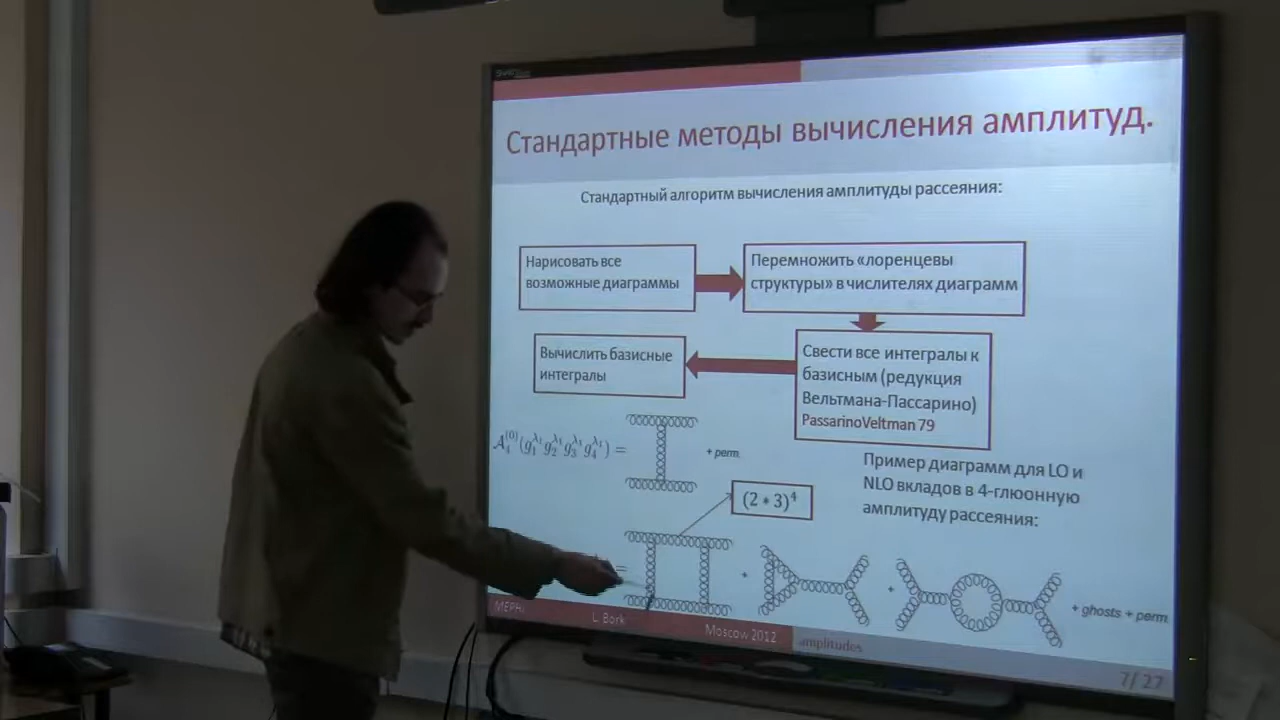 Стандартные методы вычисления амплитуд.
Стандартный алгоритм вычисления амплитуды рассеяния:
Нарисовать все
возможные диаграммы
Перемножить «лоренцевы
структуры» в числителях диаграмм
Вычислить базисные
интегралы
Свести все интегралы к
базисным (редукция
Вельтмана-Пассарино)
PassarinoVeltman 79
+ perm.
(2 * 3)^4
Пример диаграмм для LO и
NLO вкладов в 4-глюонную
амплитуду рассеяния:
=
+
+
+ ghosts + perm
L. Bork
Moscow 2012
amplitudes
7/ 27